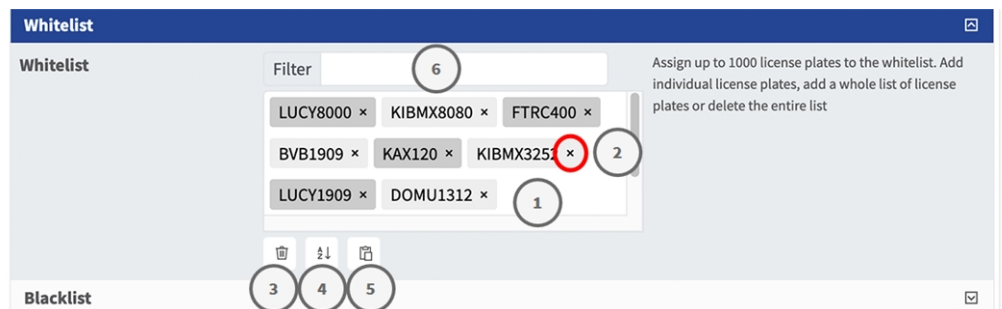 Whitelist
Whitelist
Filter
6
Assign up to 1000 license plates to the whitelist. Add
individual license plates, add a whole list of license
plates or delete the entire list
LUCY8000 × KIBMX8080 × FTRC400 ×
BVB1909 × KAX120 × KIBMX3252 × 2
LUCY1909 × DOMU1312 × 1
3 4 5
Blacklist